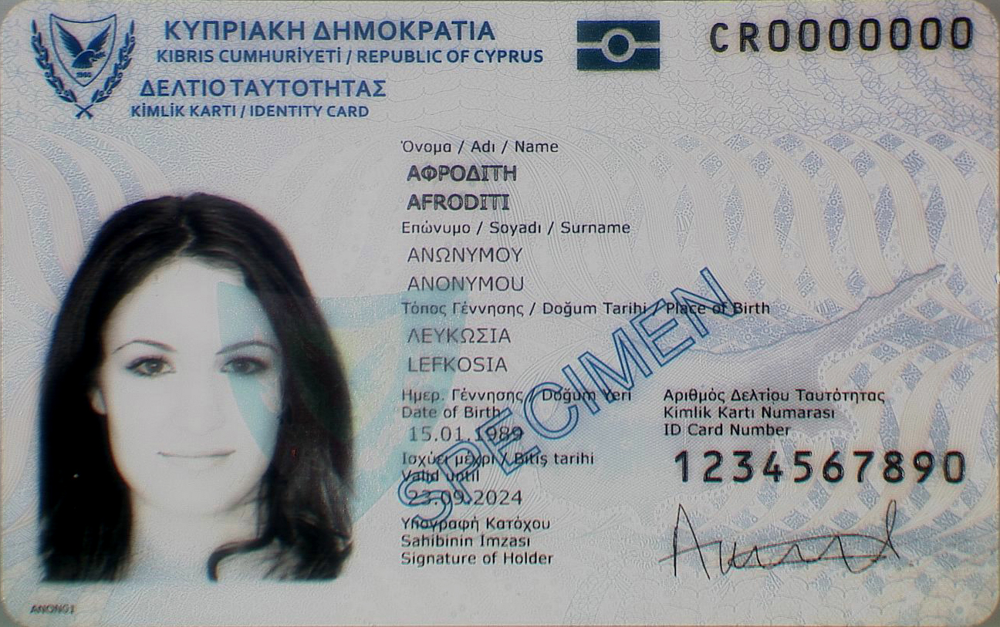 ΚΥΠΡΙΑΚΗ ΔΗΜΟΚΡΑΤΙΑ
KIBRIS CUMHURİYETİ / REPUBLIC OF CYPRUS
ΔΕΛΤΙΟ ΤΑΥΤΟΤΗΤΑΣ
KİMLİK KARTI / IDENTITY CARD
CR0000000
1960
Όνομα / Adı / Name
ΑΦΡΟΔΙΤΗ
AFRODITI
Επώνυμο / Soyadı / Surname
ΑΝΩΝΥΜΟΥ
ANONYMOU
Τόπος Γέννησης / Doğum Tarihi / Place of Birth
ΛΕΥΚΩΣΙΑ
LEFKOSIA
Ημερ. Γέννησης / Doğum Yeri
Date of Birth
15.01.1989
Ισχύει μέχρι / Bitiş tarihi
Valid until
23.09.2024
Υπογραφή Κατόχου
Sahibinin İmzası
Signature of Holder
Αριθμός Δελτίου Ταυτότητας
Kimlik Kartı Numarası
ID Card Number
1234567890
SPECIMEN
ANON01